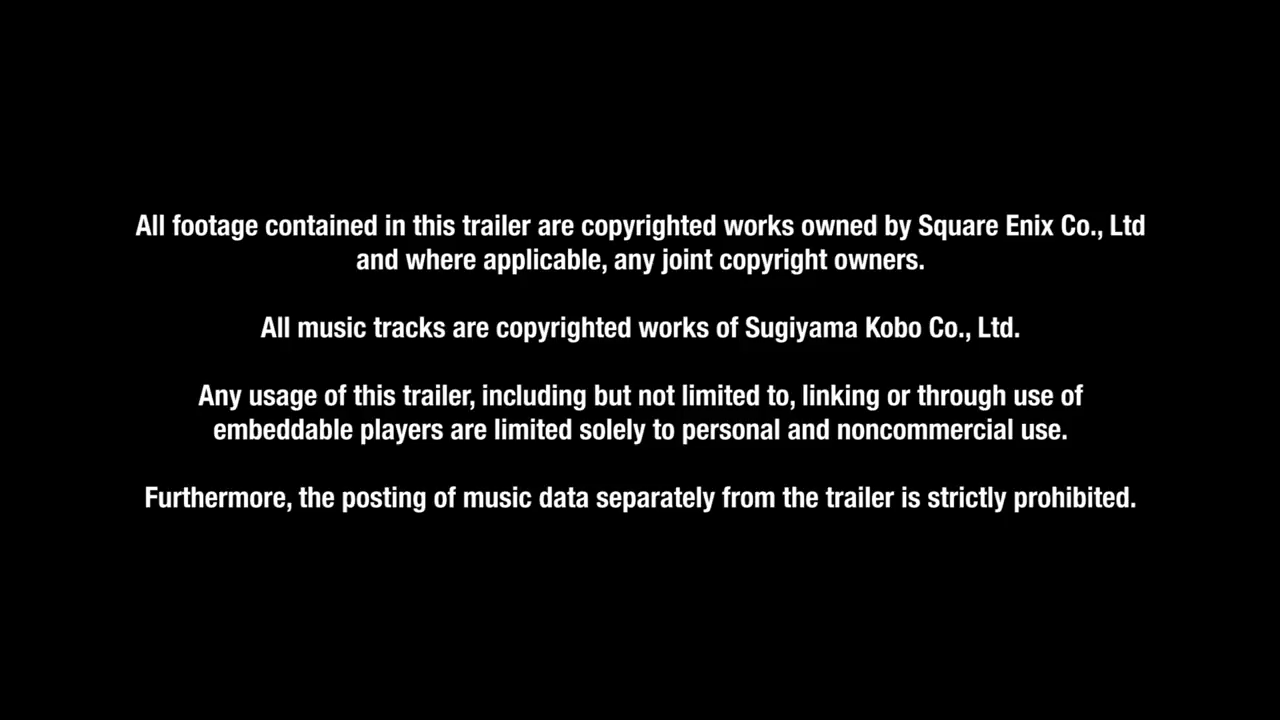 All footage contained in this trailer are copyrighted works owned by Square Enix Co., Ltd
and where applicable, any joint copyright owners.
All music tracks are copyrighted works of Sugiyama Kobo Co., Ltd.
Any usage of this trailer, including but not limited to, linking or through use of
embeddable players are limited solely to personal and noncommercial use.
Furthermore, the posting of music data separately from the trailer is strictly prohibited.